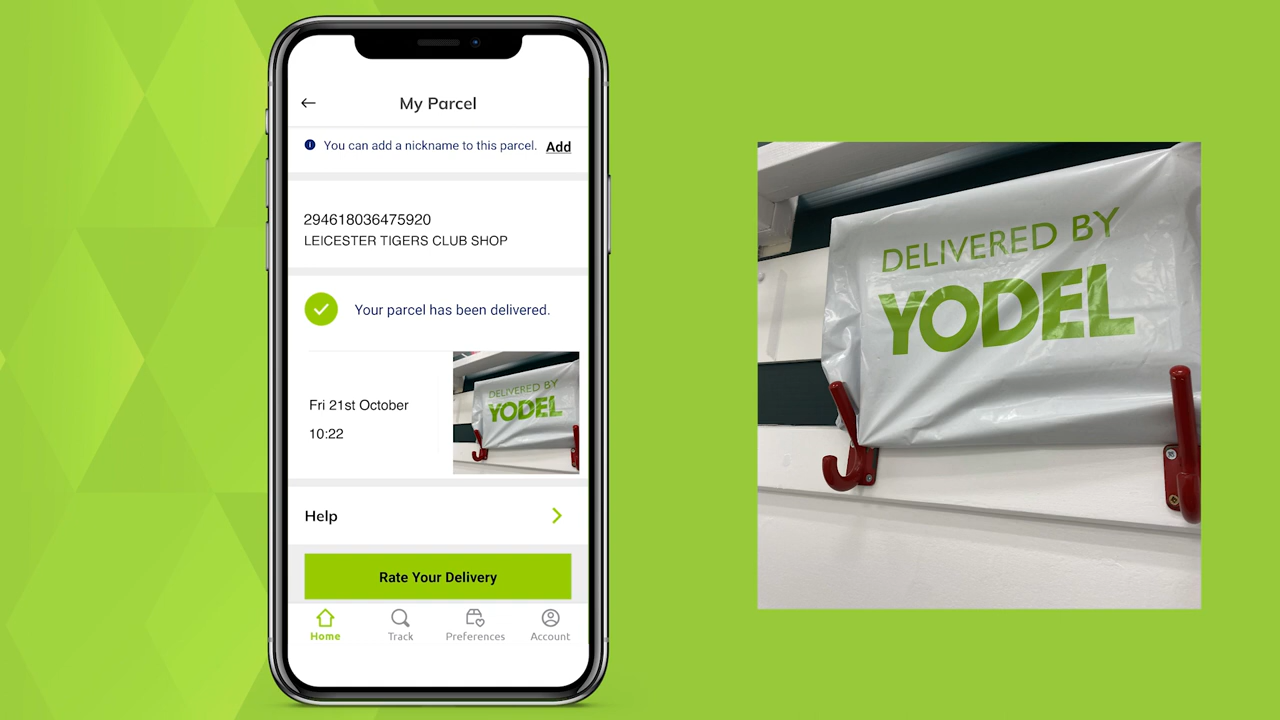 My Parcel
You can add a nickname to this parcel. Add
294618036475920
LEICESTER TIGERS CLUB SHOP
Your parcel has been delivered.
Fri 21st October
10:22
DELIVERED BY
YODEL
Help
Rate Your Delivery
Home Track Preferences Account
DELIVERED BY
YODEL